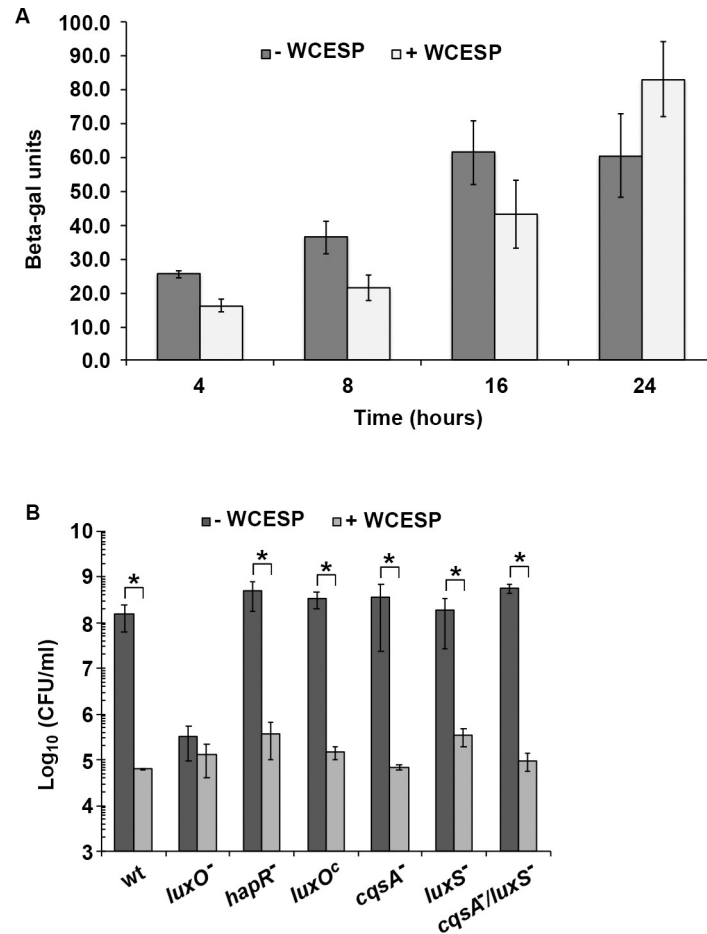 A
100.0
90.0
80.0
70.0
60.0
50.0
40.0
30.0
20.0
10.0
0.0
Beta-gal units
- WCESP + WCESP
4 8 16 24
Time (hours)
B
- WCESP + WCESP
10
9
8
7
6
5
4
3
Log₁₀ (CFU/ml)
* * * * * *
wt luxO⁻ hapR⁻ luxOᶜ cqsA⁻ luxS⁻ cqsA⁻/luxS⁻